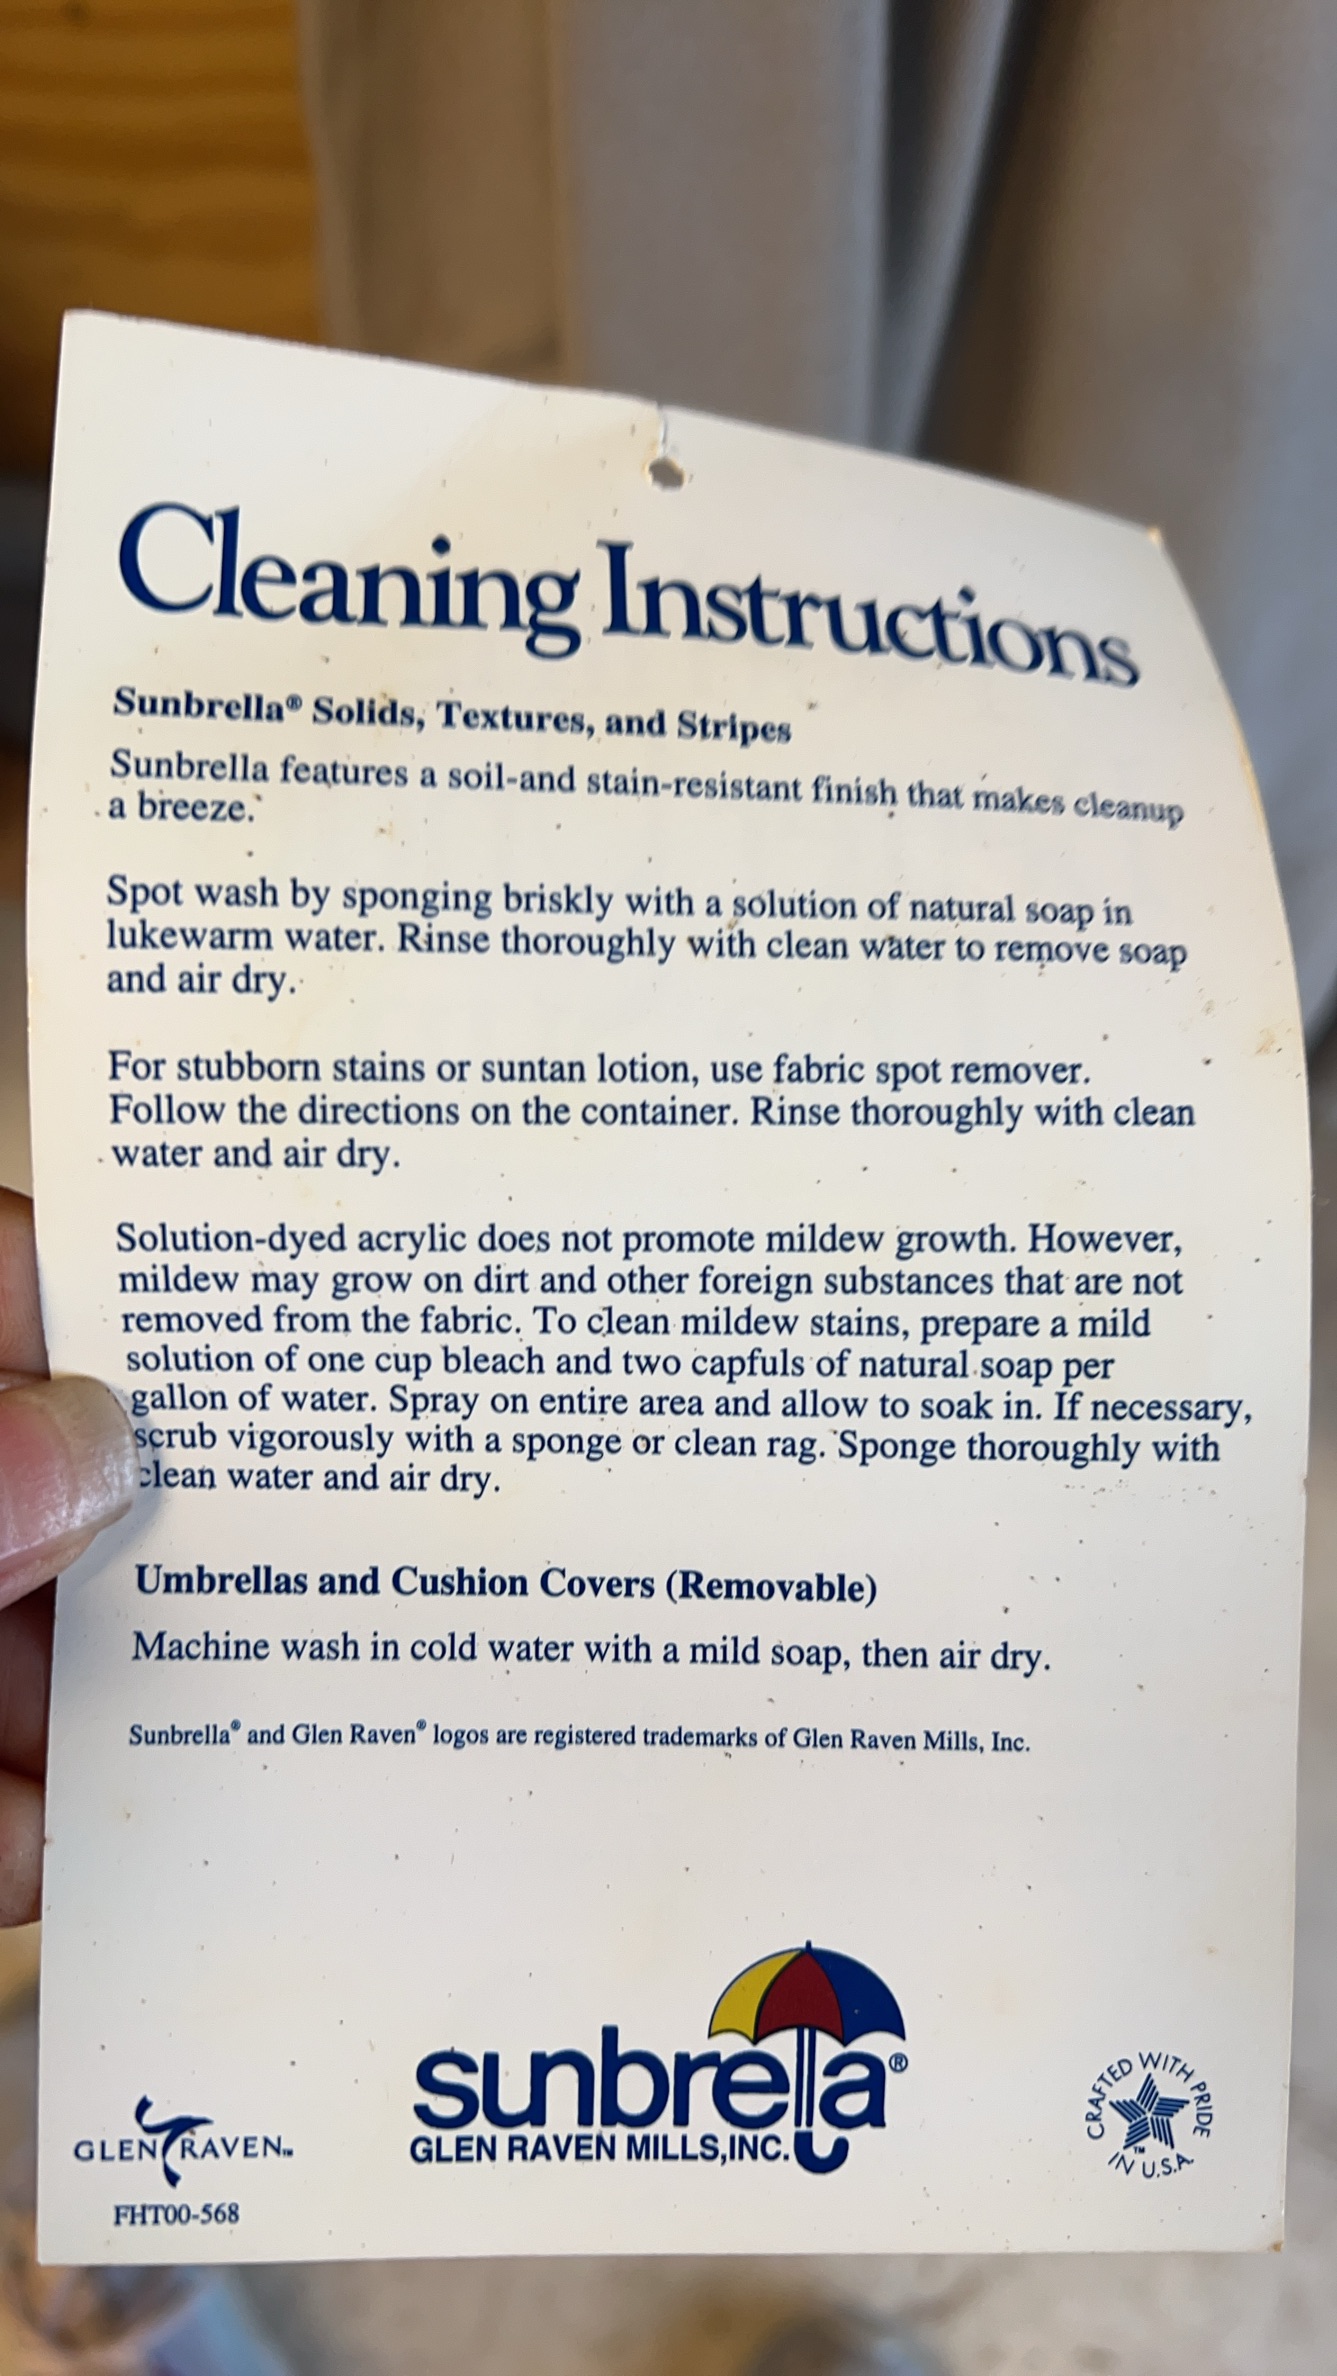 Cleaning Instructions
Sunbrella® Solids, Textures, and Stripes
Sunbrella features a soil-and stain-resistant finish that makes cleanup
a breeze.
Spot wash by sponging briskly with a solution of natural soap in
lukewarm water. Rinse thoroughly with clean water to remove soap
and air dry.
For stubborn stains or suntan lotion, use fabric spot remover.
Follow the directions on the container. Rinse thoroughly with clean
water and air dry.
Solution-dyed acrylic does not promote mildew growth. However,
mildew may grow on dirt and other foreign substances that are not
removed from the fabric. To clean mildew stains, prepare a mild
solution of one cup bleach and two capfuls of natural soap per
gallon of water. Spray on entire area and allow to soak in. If necessary,
scrub vigorously with a sponge or clean rag. Sponge thoroughly with
clean water and air dry.
Umbrellas and Cushion Covers (Removable)
Machine wash in cold water with a mild soap, then air dry.
Sunbrella® and Glen Raven® logos are registered trademarks of Glen Raven Mills, Inc.
sunbrella®
GLEN RAVEN MILLS,INC.
GLEN RAVEN™
FHT00-568
CRAFTED WITH PRIDE
™
IN U.S.A